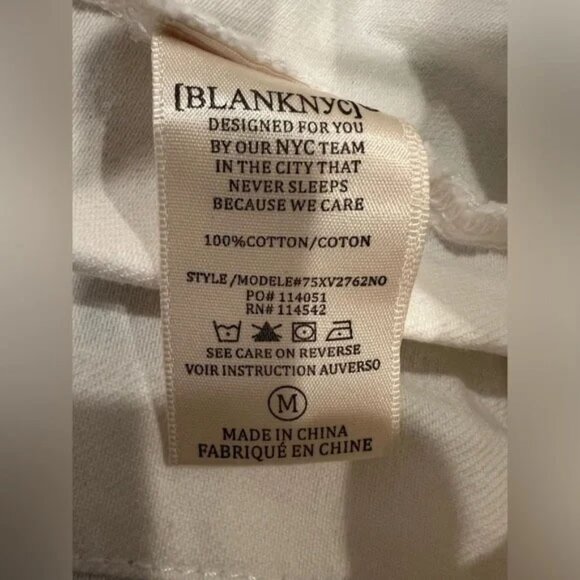 [BLANKNYC]
DESIGNED FOR YOU
BY OUR NYC TEAM
IN THE CITY THAT
NEVER SLEEPS
BECAUSE WE CARE
100%COTTON/COTON
STYLE/MODELE#75XV2762NO
PO# 114051
RN# 114542
SEE CARE ON REVERSE
VOIR INSTRUCTION AUVERSO
M
MADE IN CHINA
FABRIQUÉ EN CHINE